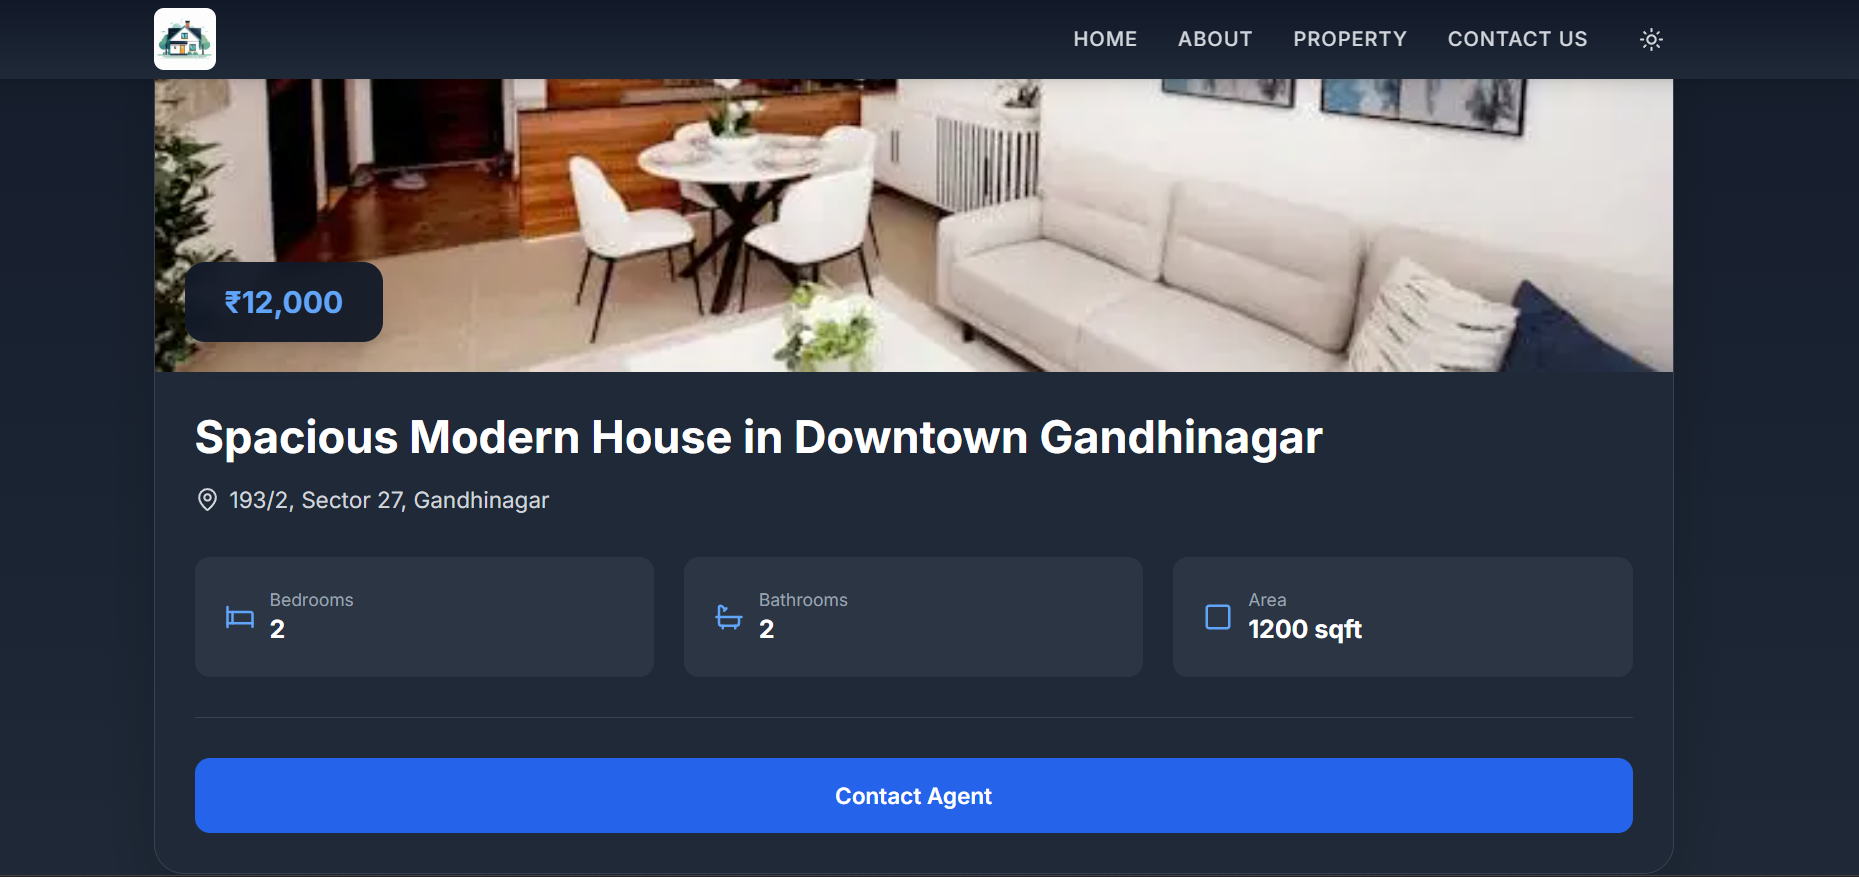 HOME ABOUT PROPERTY CONTACT US
₹12,000
Spacious Modern House in Downtown Gandhinagar
193/2, Sector 27, Gandhinagar
Bedrooms
2
Bathrooms
2
Area
1200 sqft
Contact Agent